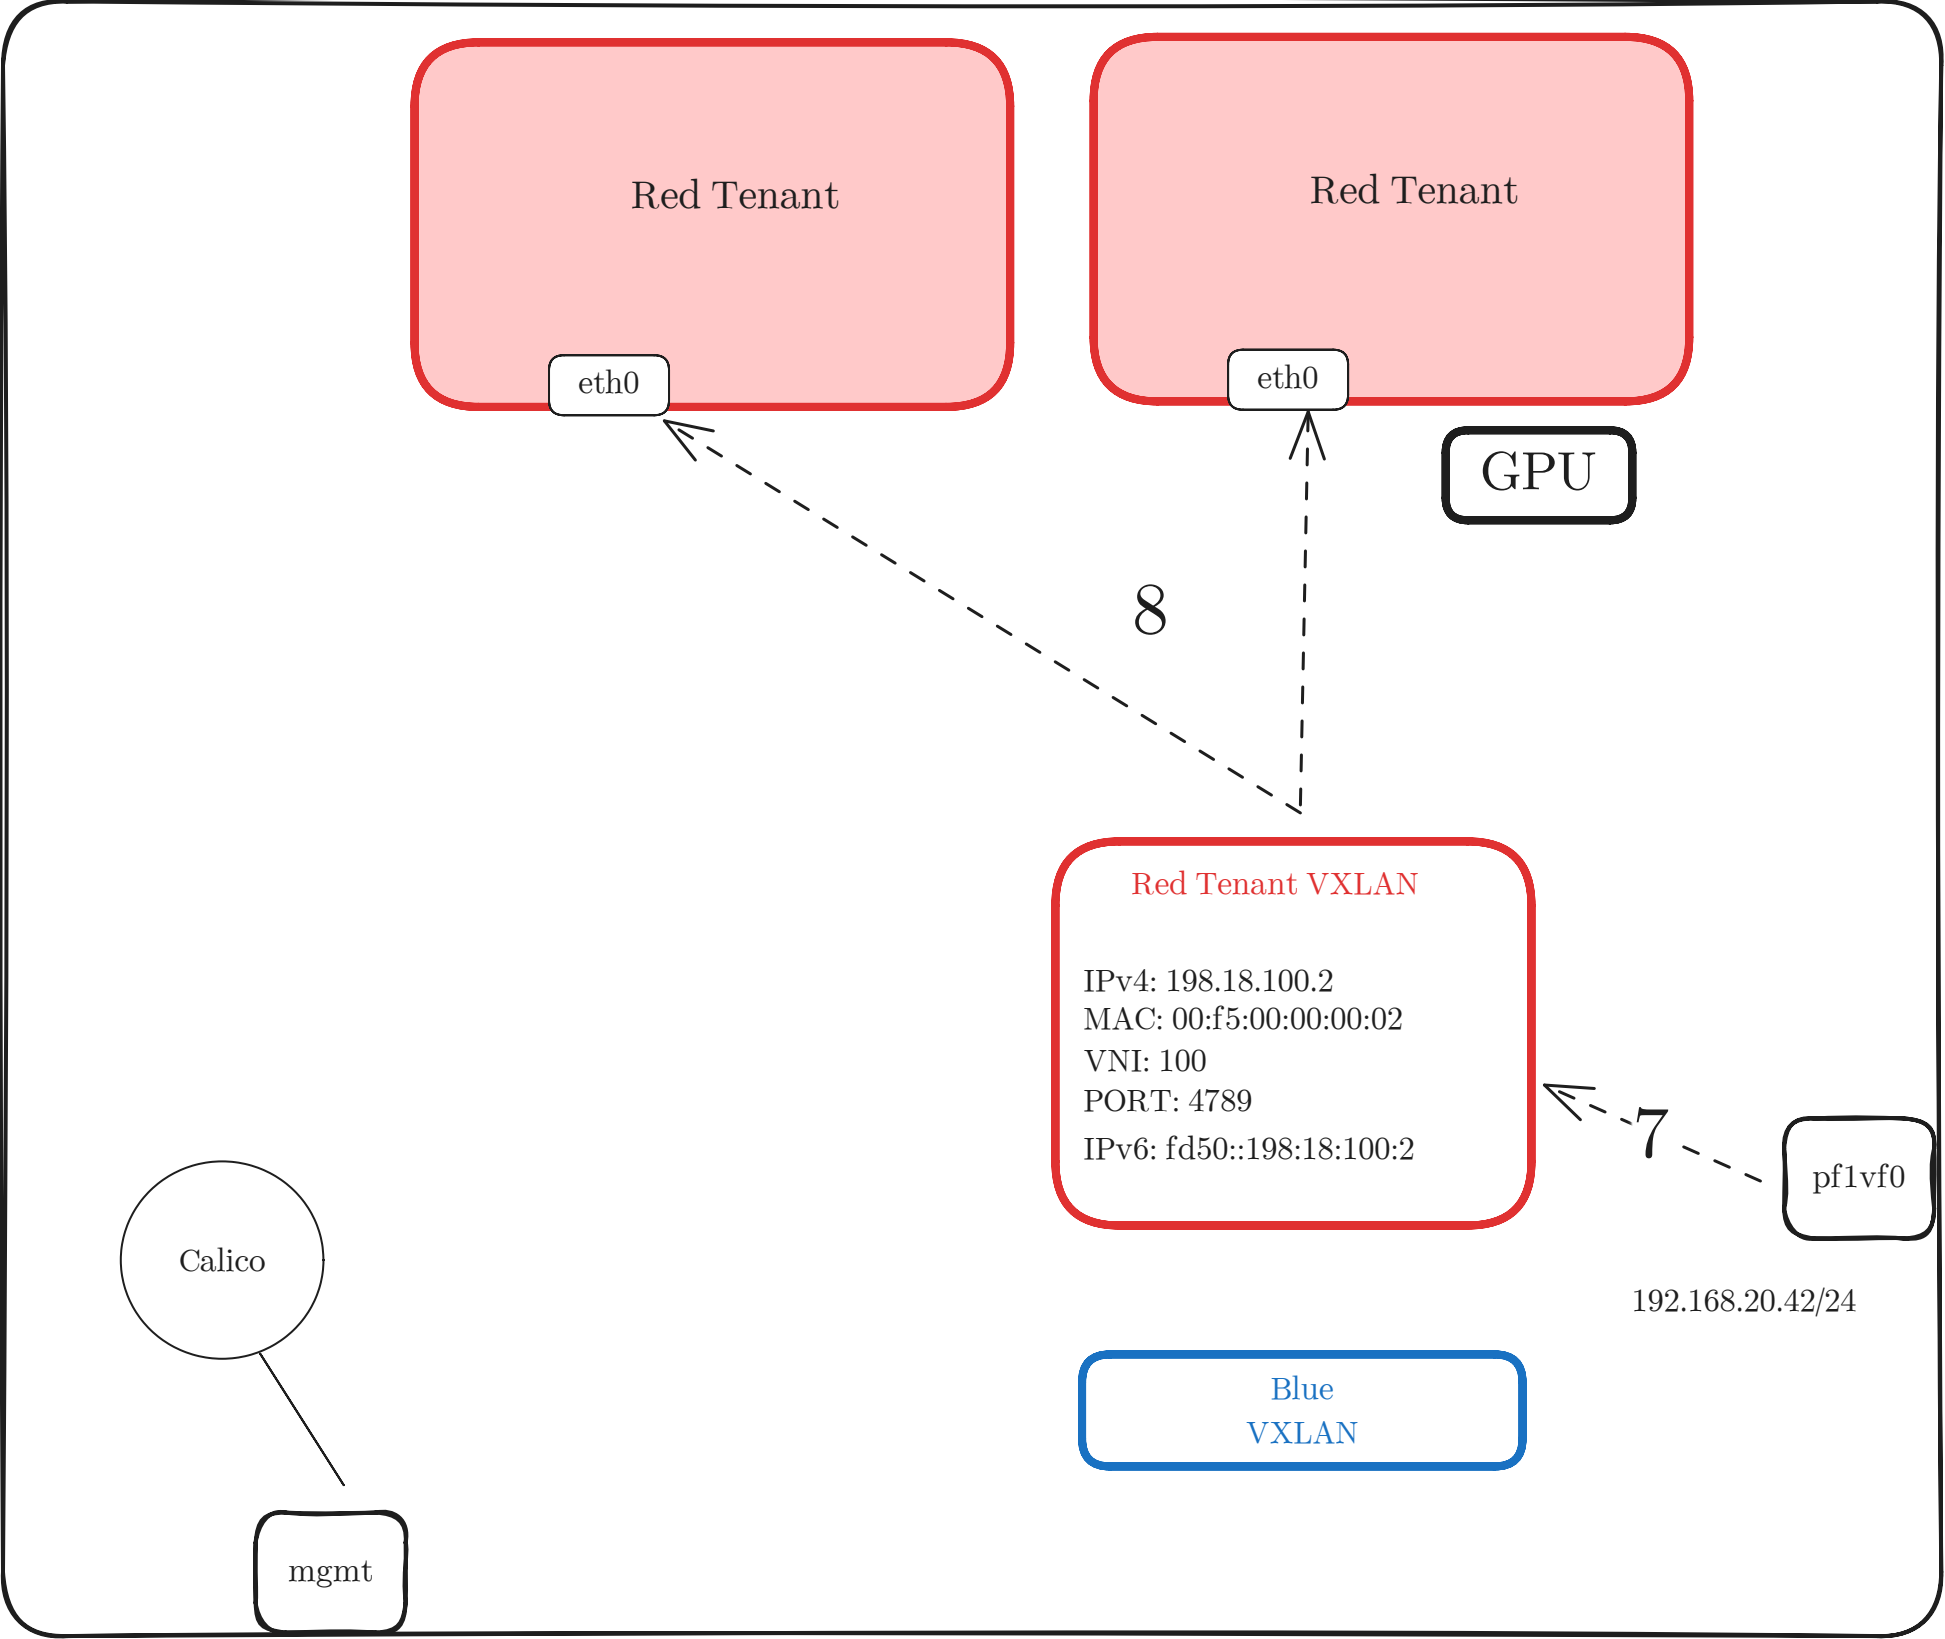 Red Tenant
Red Tenant
eth0
eth0
GPU
8
Red Tenant VXLAN
IPv4: 198.18.100.2
MAC: 00:f5:00:00:00:02
VNI: 100
PORT: 4789
IPv6: fd50::198:18:100:2
7
pf1vf0
192.168.20.42/24
Calico
Blue
VXLAN
mgmt